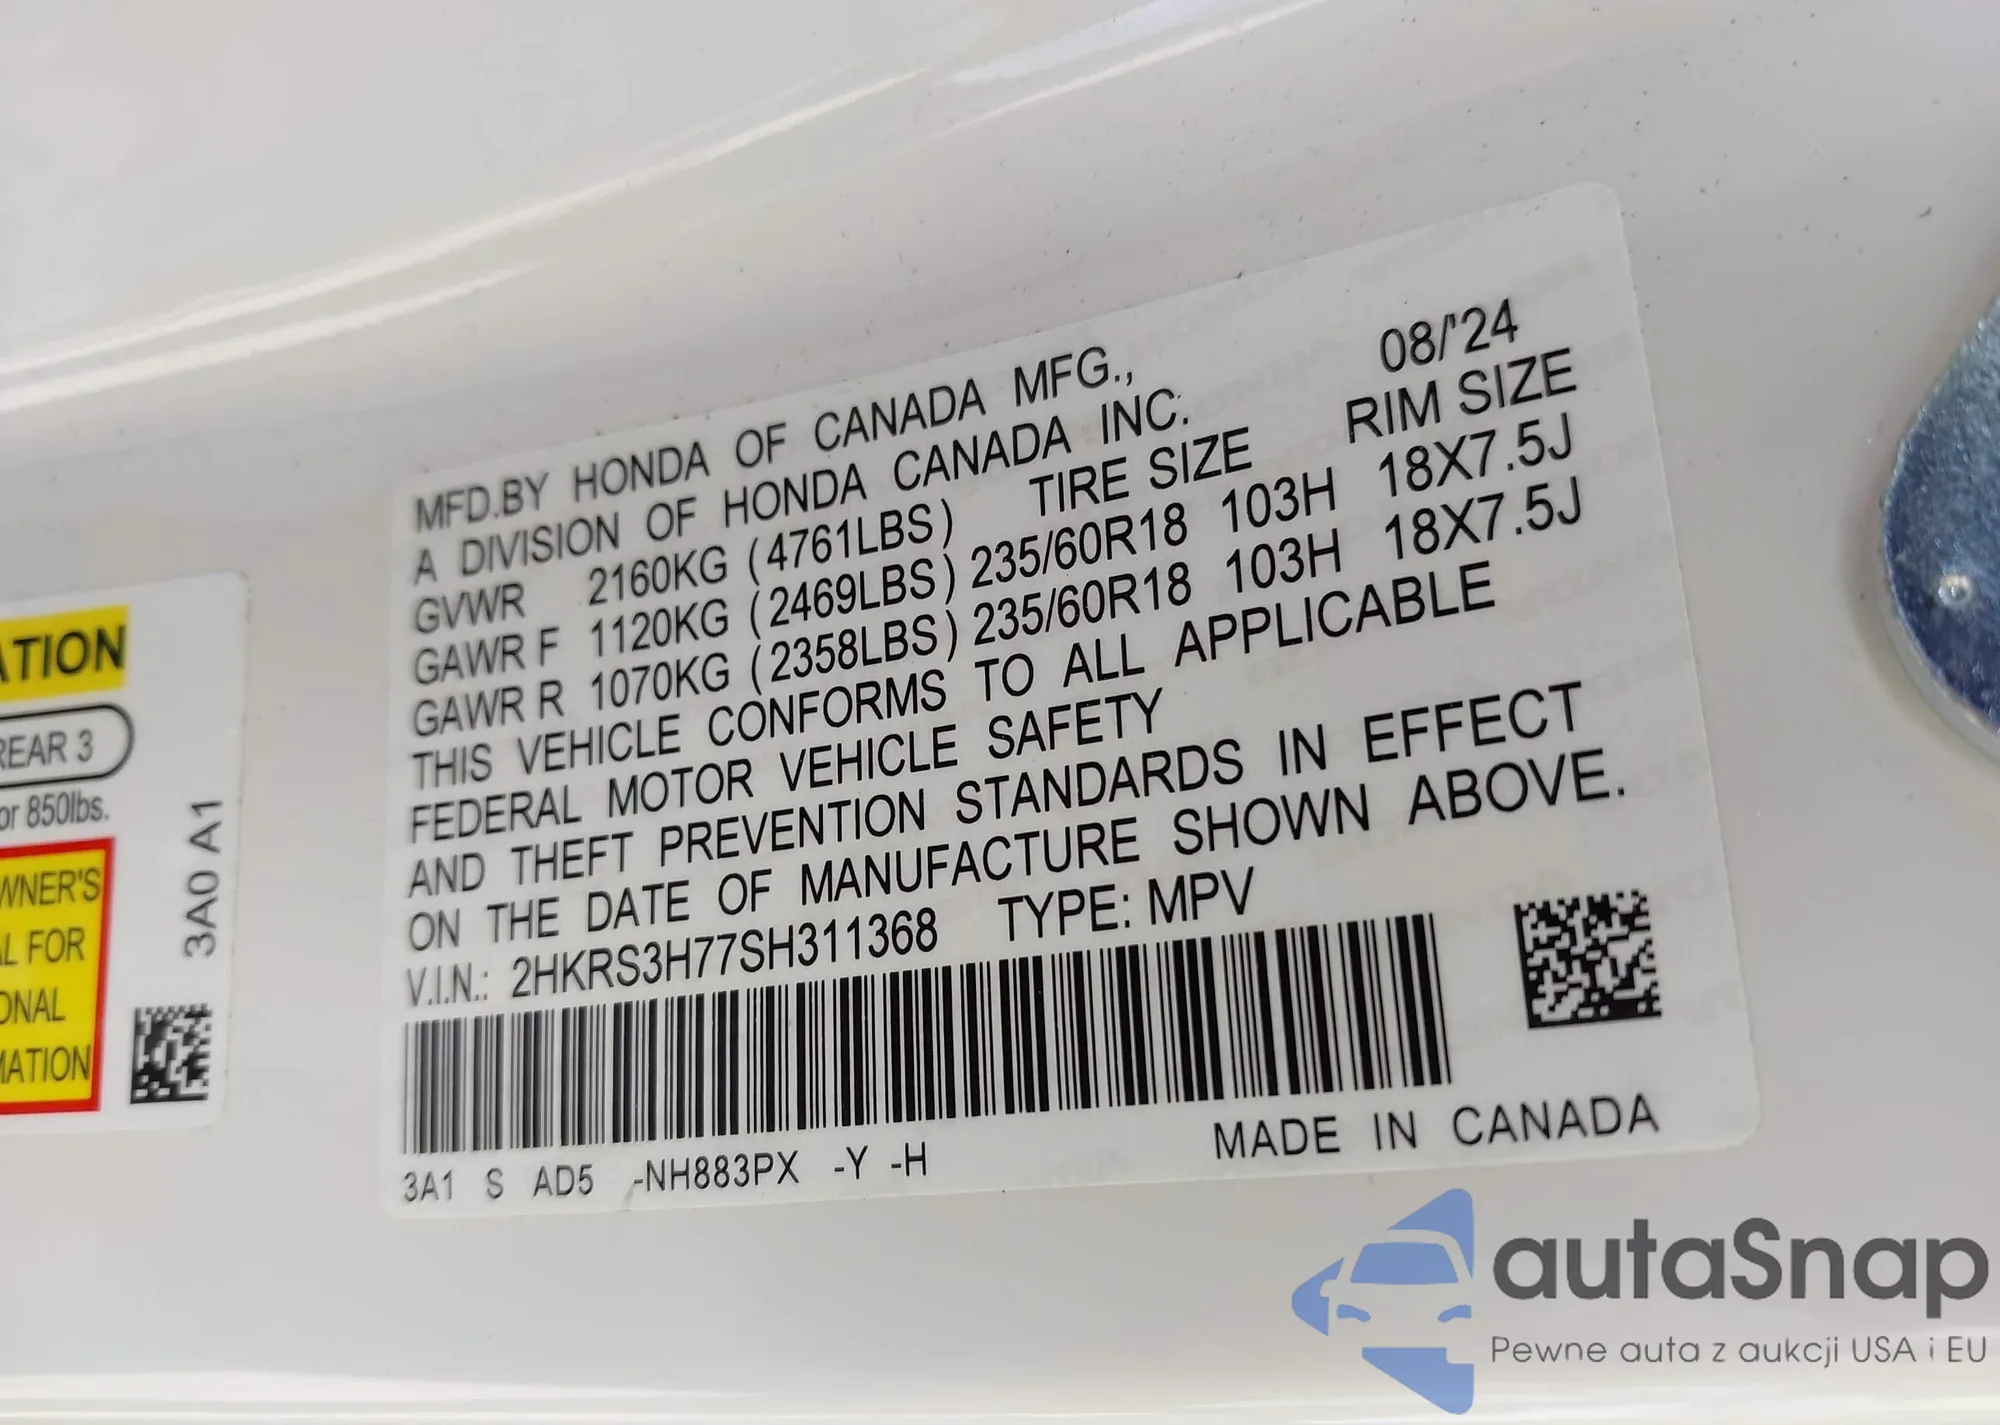 MFD.BY HONDA OF CANADA MFG., 08/'24
A DIVISION OF HONDA CANADA INC.
TIRE SIZE RIM SIZE
GVWR 2160KG (4761LBS)
GAWR F 1120KG (2469LBS) 235/60R18 103H 18X7.5J
GAWR R 1070KG (2358LBS) 235/60R18 103H 18X7.5J
THIS VEHICLE CONFORMS TO ALL APPLICABLE
FEDERAL MOTOR VEHICLE SAFETY
AND THEFT PREVENTION STANDARDS IN EFFECT
ON THE DATE OF MANUFACTURE SHOWN ABOVE.
V.I.N.: 2HKRS3H77SH311368 TYPE: MPV
3A1 S AD5 -NH883PX -Y -H
MADE IN CANADA
ATION
REAR 3
or 850lbs.
WNER'S
L FOR
ONAL
MATION
3A0 A1
autaSnap
Pewne auta z aukcji USA i EU